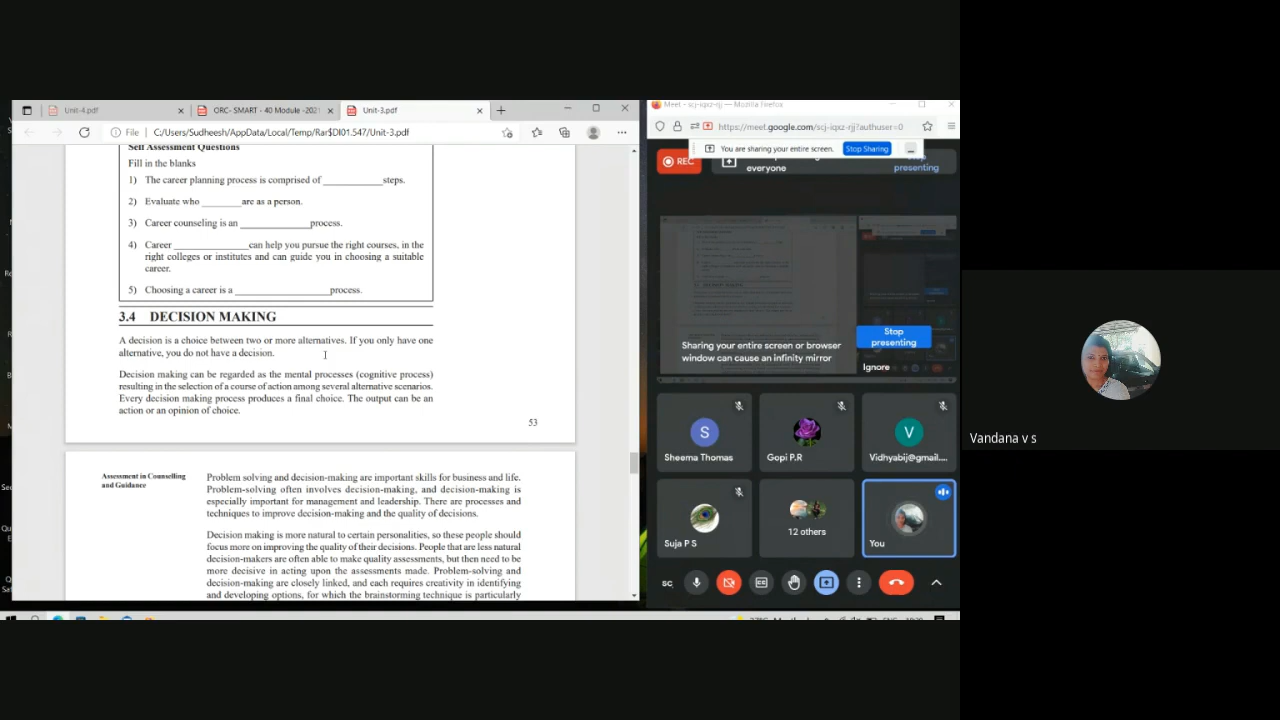 Unit-4.pdf
ORC- SMART - 40 Module -2021
Unit-3.pdf
File
C:/Users/Sudheesh/AppData/Local/Temp/Rar$DI01.547/Unit-3.pdf
Self Assessment Questions
Fill in the blanks
1) The career planning process is comprised of ____________steps.
2) Evaluate who ________are as a person.
3) Career counseling is an ______________process.
4) Career _______________can help you pursue the right courses, in the
right colleges or institutes and can guide you in choosing a suitable
career.
5) Choosing a career is a ___________________process.
3.4 DECISION MAKING
A decision is a choice between two or more alternatives. If you only have one
alternative, you do not have a decision.
Decision making can be regarded as the mental processes (cognitive process)
resulting in the selection of a course of action among several alternative scenarios.
Every decision making process produces a final choice. The output can be an
action or an opinion of choice.
53
Assessment in Counselling
and Guidance
Problem solving and decision-making are important skills for business and life.
Problem-solving often involves decision-making, and decision-making is
especially important for management and leadership. There are processes and
techniques to improve decision-making and the quality of decisions.
Decision making is more natural to certain personalities, so these people should
focus more on improving the quality of their decisions. People that are less natural
decision-makers are often able to make quality assessments, but then need to be
more decisive in acting upon the assessments made. Problem-solving and
decision-making are closely linked, and each requires creativity in identifying
and developing options, for which the brainstorming technique is particularly
Meet - scj-iqxz-rjj — Mozilla Firefox
https://meet.google.com/scj-iqxz-rjj?authuser=0
You are sharing your entire screen.
Stop Sharing
REC
everyone
presenting
Sharing your entire screen or browser
window can cause an infinity mirror
Stop
presenting
Ignore
S
Sheema Thomas
Gopi P.R
V
Vidhyabij@gmail....
Suja P S
12 others
You
sc
Vandana v s